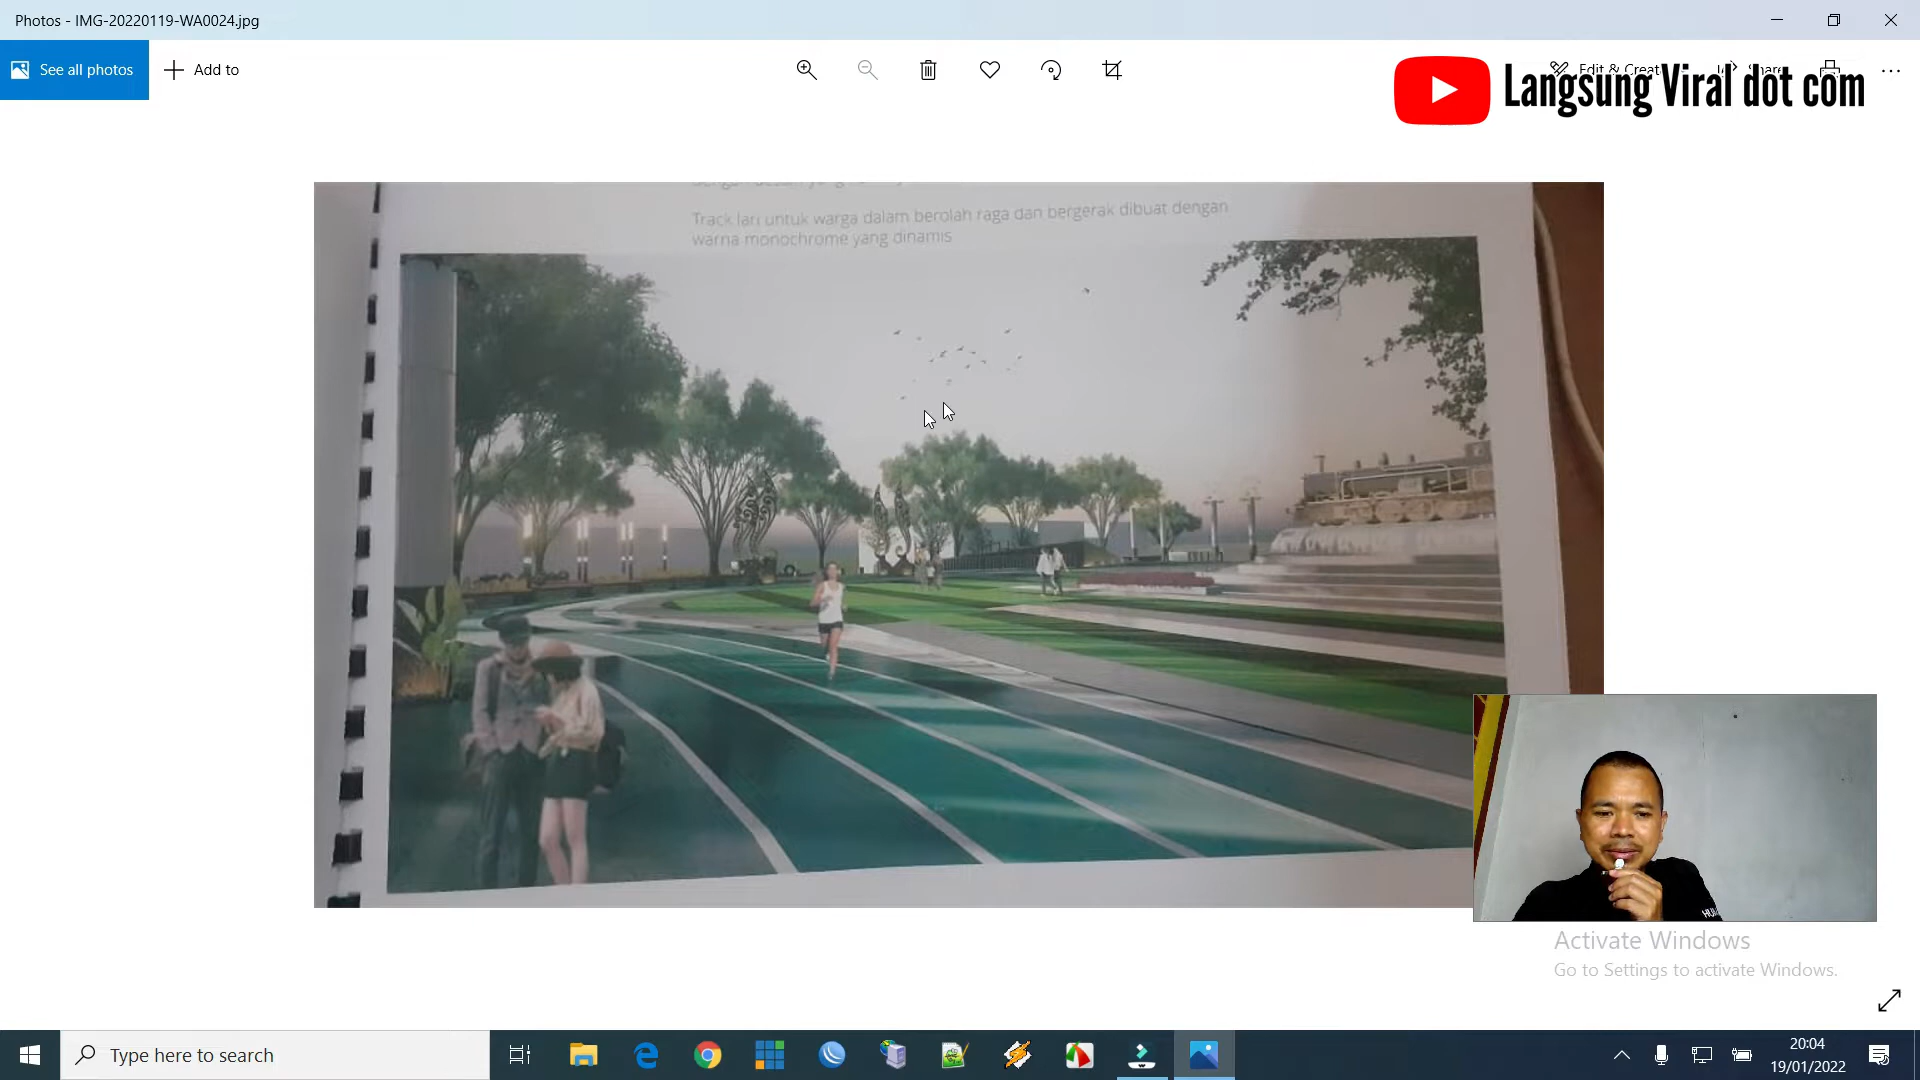 Photos - IMG-20220119-WA0024.jpg
See all photos
Add to
Langsung Viral dot com
Track lari untuk warga dalam berolah raga dan bergerak dibuat dengan
warna monochrome yang dinamis
Activate Windows
Go to Settings to activate Windows.
Type here to search
20:04
19/01/2022